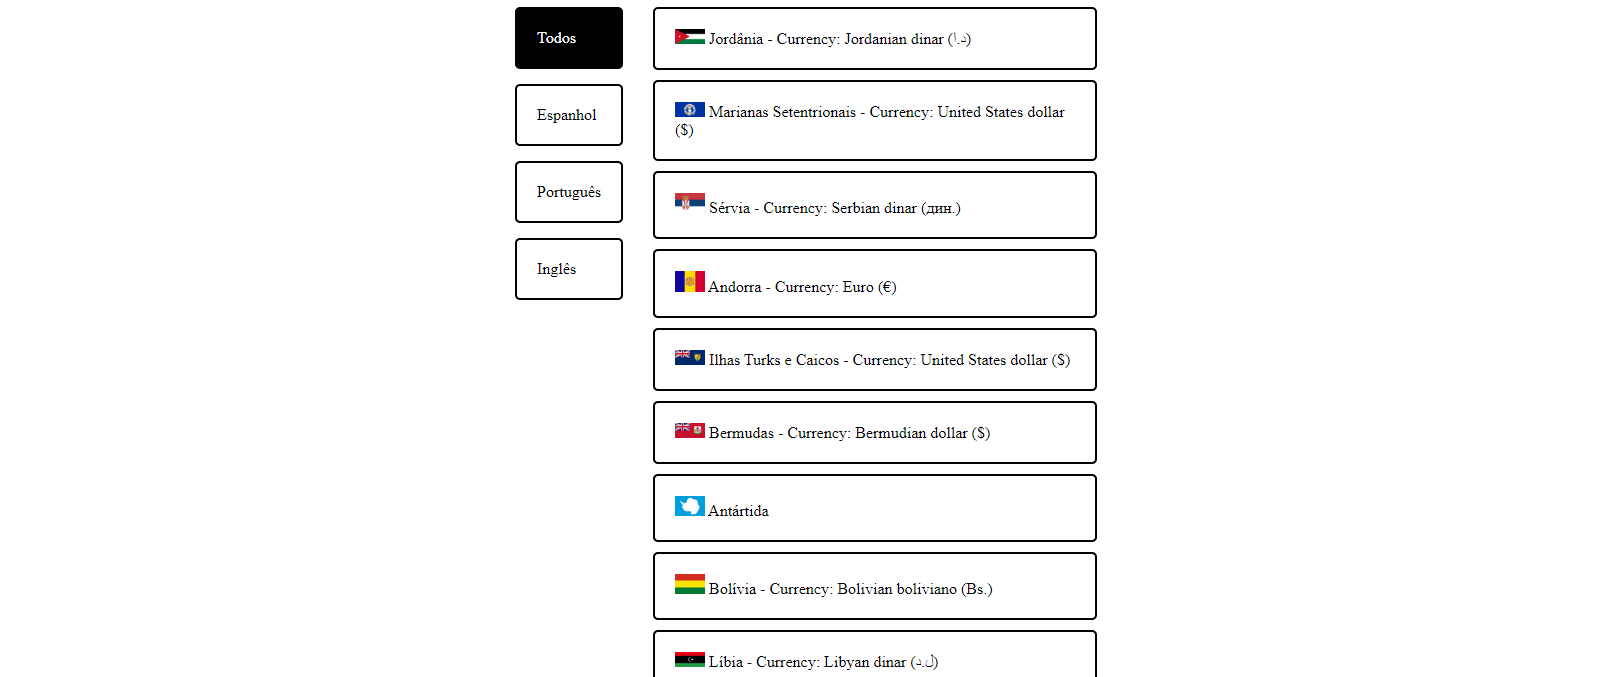 Todos
Espanhol
Português
Inglês
Jordânia - Currency: Jordanian dinar (د.ا)
Marianas Setentrionais - Currency: United States dollar
($)
Sérvia - Currency: Serbian dinar (дин.)
Andorra - Currency: Euro (€)
Ilhas Turks e Caicos - Currency: United States dollar ($)
Bermudas - Currency: Bermudian dollar ($)
Antártida
Bolívia - Currency: Bolivian boliviano (Bs.)
Líbia - Currency: Libyan dinar (ل.د)